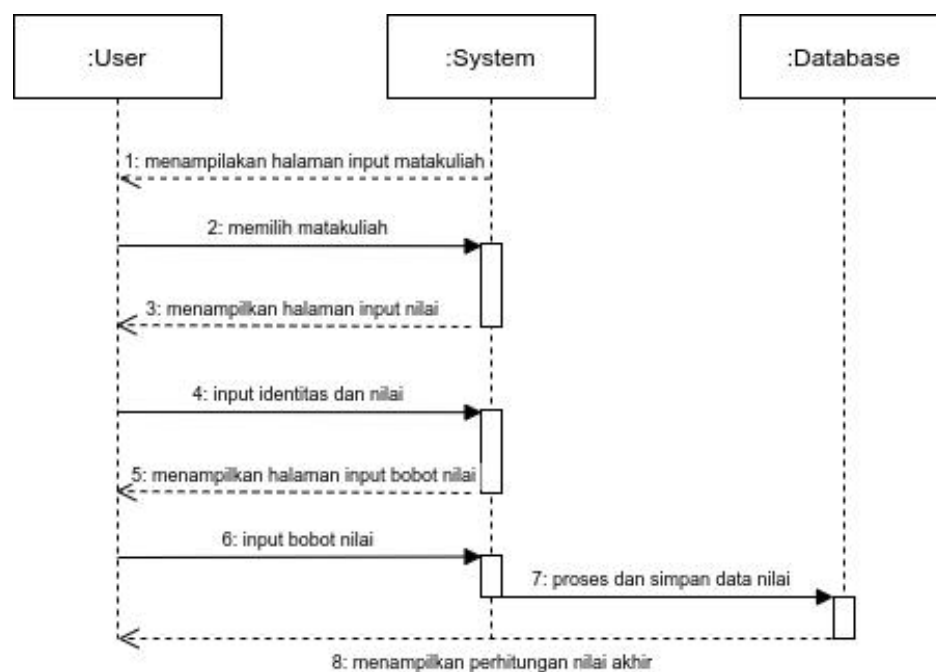 :User
:System
:Database
1: menampilakan halaman input matakuliah
2: memilih matakuliah
3: menampilkan halaman input nilai
4: input identitas dan nilai
5: menampilkan halaman input bobot nilai
6: input bobot nilai
7: proses dan simpan data nilai
8: menampilkan perhitungan nilai akhir